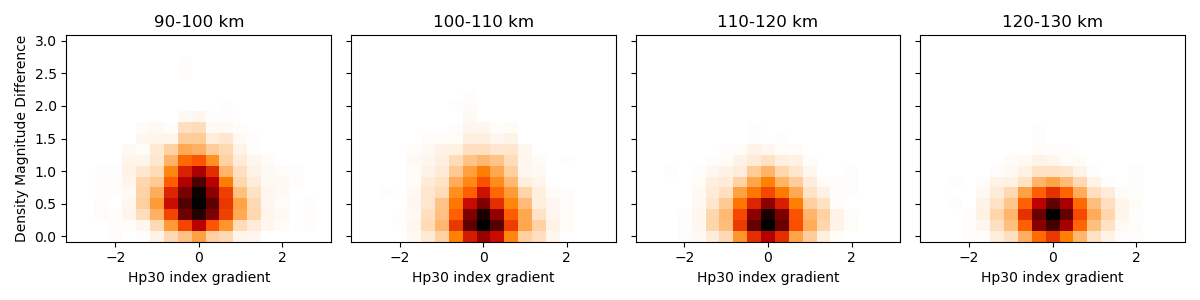 90-100 km
100-110 km
110-120 km
120-130 km
Density Magnitude Difference
3.0
2.5
2.0
1.5
1.0
0.5
0.0
−2
0
2
−2
0
2
−2
0
2
−2
0
2
Hp30 index gradient
Hp30 index gradient
Hp30 index gradient
Hp30 index gradient